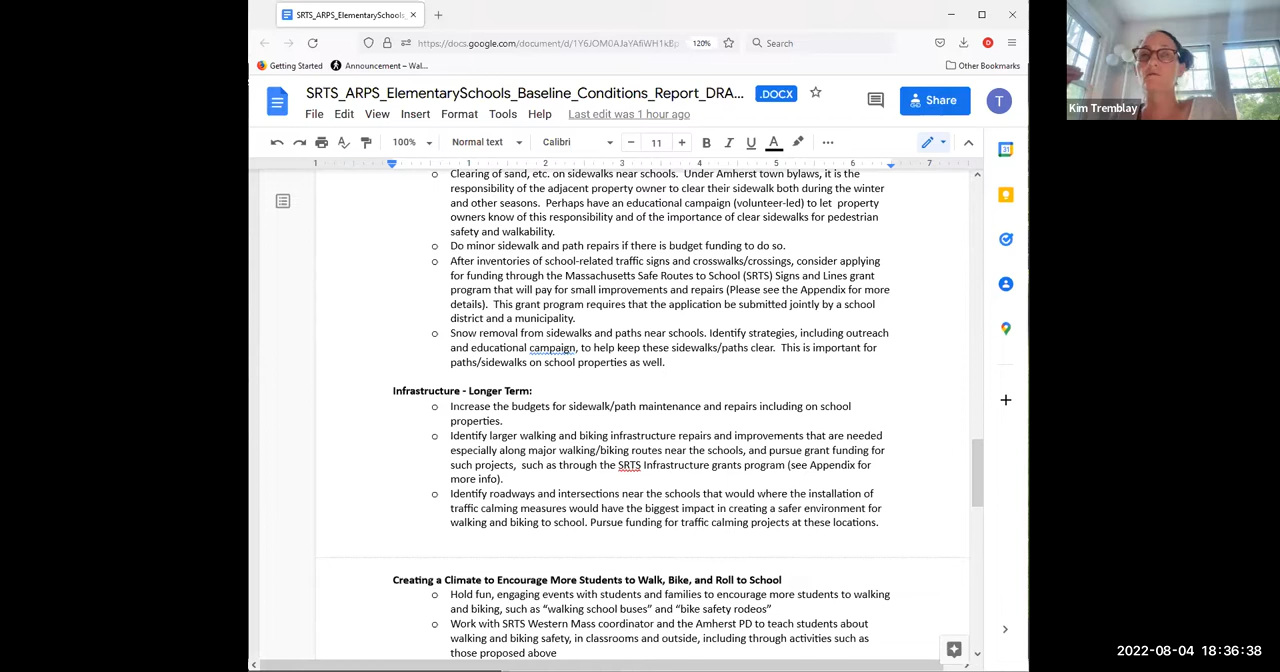 SRTS_ARPS_ElementarySchools_
https://docs.google.com/document/d/1Y6JOM0AJaYAfiWH1kBp
120%
Search
Getting Started
Announcement – Wal...
Other Bookmarks
SRTS_ARPS_ElementarySchools_Baseline_Conditions_Report_DRA...
.DOCX
Share
T
File Edit View Insert Format Tools Help Last edit was 1 hour ago
100% Normal text Calibri 11 B I U A
1 1 2 3 4 5 6 7
Clearing of sand, etc. on sidewalks near schools. Under Amherst town bylaws, it is the
responsibility of the adjacent property owner to clear their sidewalk both during the winter
and other seasons. Perhaps have an educational campaign (volunteer-led) to let property
owners know of this responsibility and of the importance of clear sidewalks for pedestrian
safety and walkability.
Do minor sidewalk and path repairs if there is budget funding to do so.
After inventories of school-related traffic signs and crosswalks/crossings, consider applying
for funding through the Massachusetts Safe Routes to School (SRTS) Signs and Lines grant
program that will pay for small improvements and repairs (Please see the Appendix for more
details). This grant program requires that the application be submitted jointly by a school
district and a municipality.
Snow removal from sidewalks and paths near schools. Identify strategies, including outreach
and educational campaign, to help keep these sidewalks/paths clear. This is important for
paths/sidewalks on school properties as well.
Infrastructure - Longer Term:
Increase the budgets for sidewalk/path maintenance and repairs including on school
properties.
Identify larger walking and biking infrastructure repairs and improvements that are needed
especially along major walking/biking routes near the schools, and pursue grant funding for
such projects, such as through the SRTS Infrastructure grants program (see Appendix for
more info).
Identify roadways and intersections near the schools that would where the installation of
traffic calming measures would have the biggest impact in creating a safer environment for
walking and biking to school. Pursue funding for traffic calming projects at these locations.
Creating a Climate to Encourage More Students to Walk, Bike, and Roll to School
Hold fun, engaging events with students and families to encourage more students to walking
and biking, such as “walking school buses” and “bike safety rodeos”
Work with SRTS Western Mass coordinator and the Amherst PD to teach students about
walking and biking safety, in classrooms and outside, including through activities such as
those proposed above
Kim Tremblay
31
2022-08-04 18:36:38